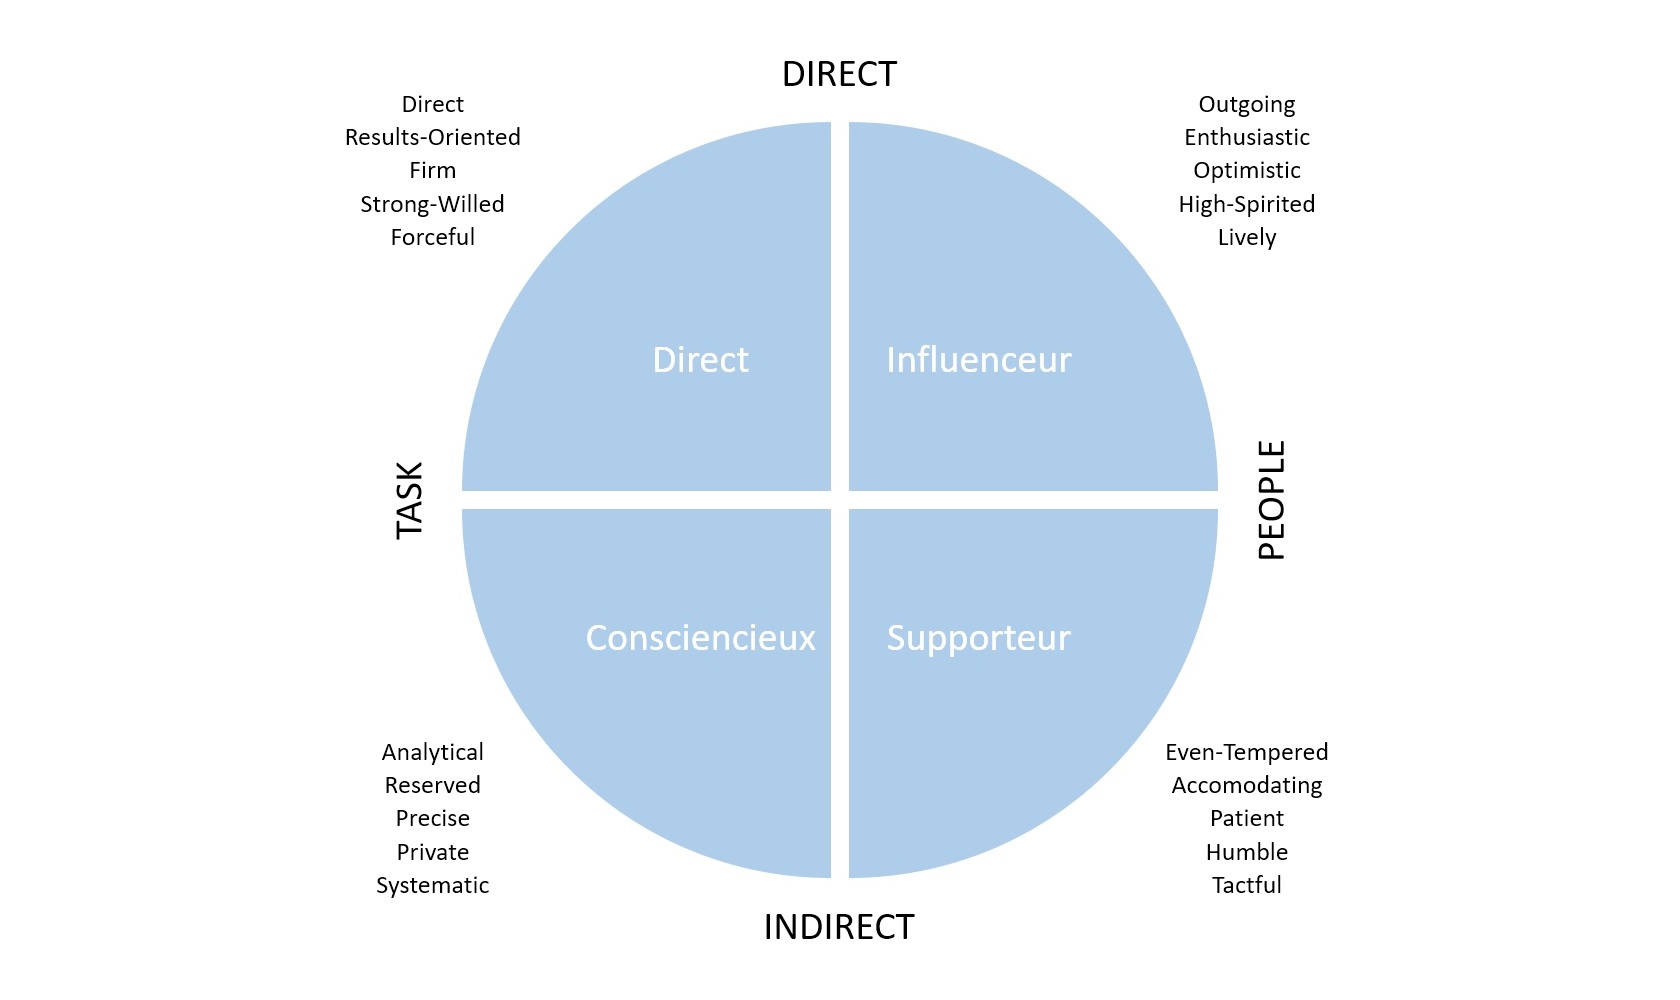 DIRECT
Direct
Results-Oriented
Firm
Strong-Willed
Forceful
Outgoing
Enthusiastic
Optimistic
High-Spirited
Lively
Direct
Influenceur
TASK
PEOPLE
Consciencieux
Supporteur
Analytical
Reserved
Precise
Private
Systematic
Even-Tempered
Accomodating
Patient
Humble
Tactful
INDIRECT